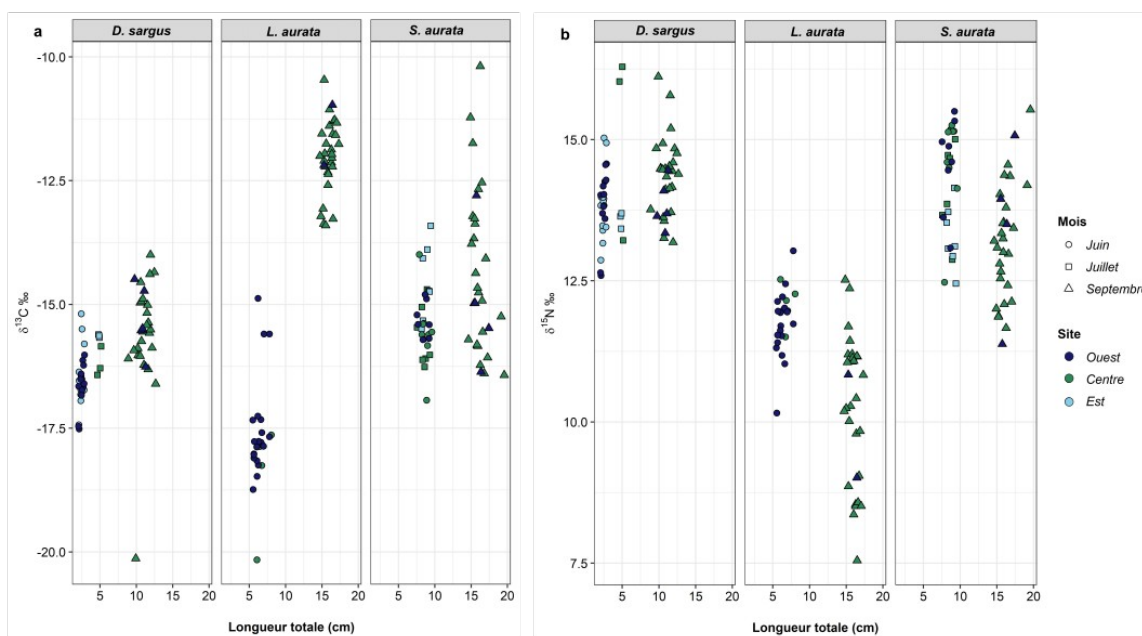 a
D. sargus
L. aurata
S. aurata
-10.0
-12.5
-15.0
-17.5
-20.0
δ13C ‰
5 10 15 20 5 10 15 20 5 10 15 20
Longueur totale (cm)
b
D. sargus
L. aurata
S. aurata
15.0
12.5
10.0
7.5
δ15N ‰
5 10 15 20 5 10 15 20 5 10 15 20
Longueur totale (cm)
Mois
Juin
Juillet
Septembre
Site
Ouest
Centre
Est